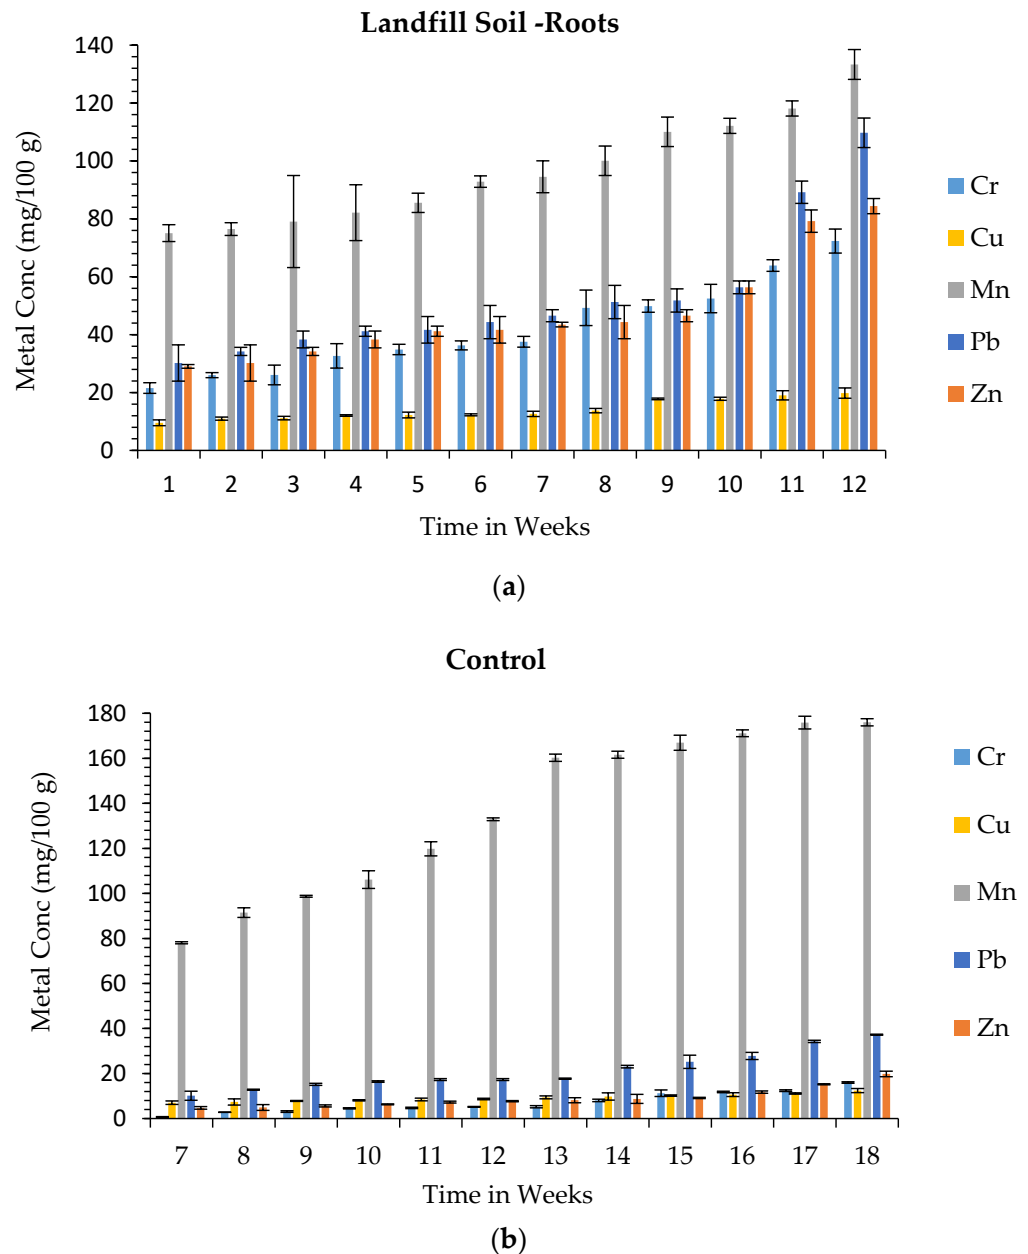 Landfill Soil -Roots
Metal Conc (mg/100 g)
140
120
100
80
60
40
20
0
1 2 3 4 5 6 7 8 9 10 11 12
Time in Weeks
Cr
Cu
Mn
Pb
Zn
(a)
Control
Metal Conc (mg/100 g)
180
160
140
120
100
80
60
40
20
0
7 8 9 10 11 12 13 14 15 16 17 18
Time in Weeks
Cr
Cu
Mn
Pb
Zn
(b)